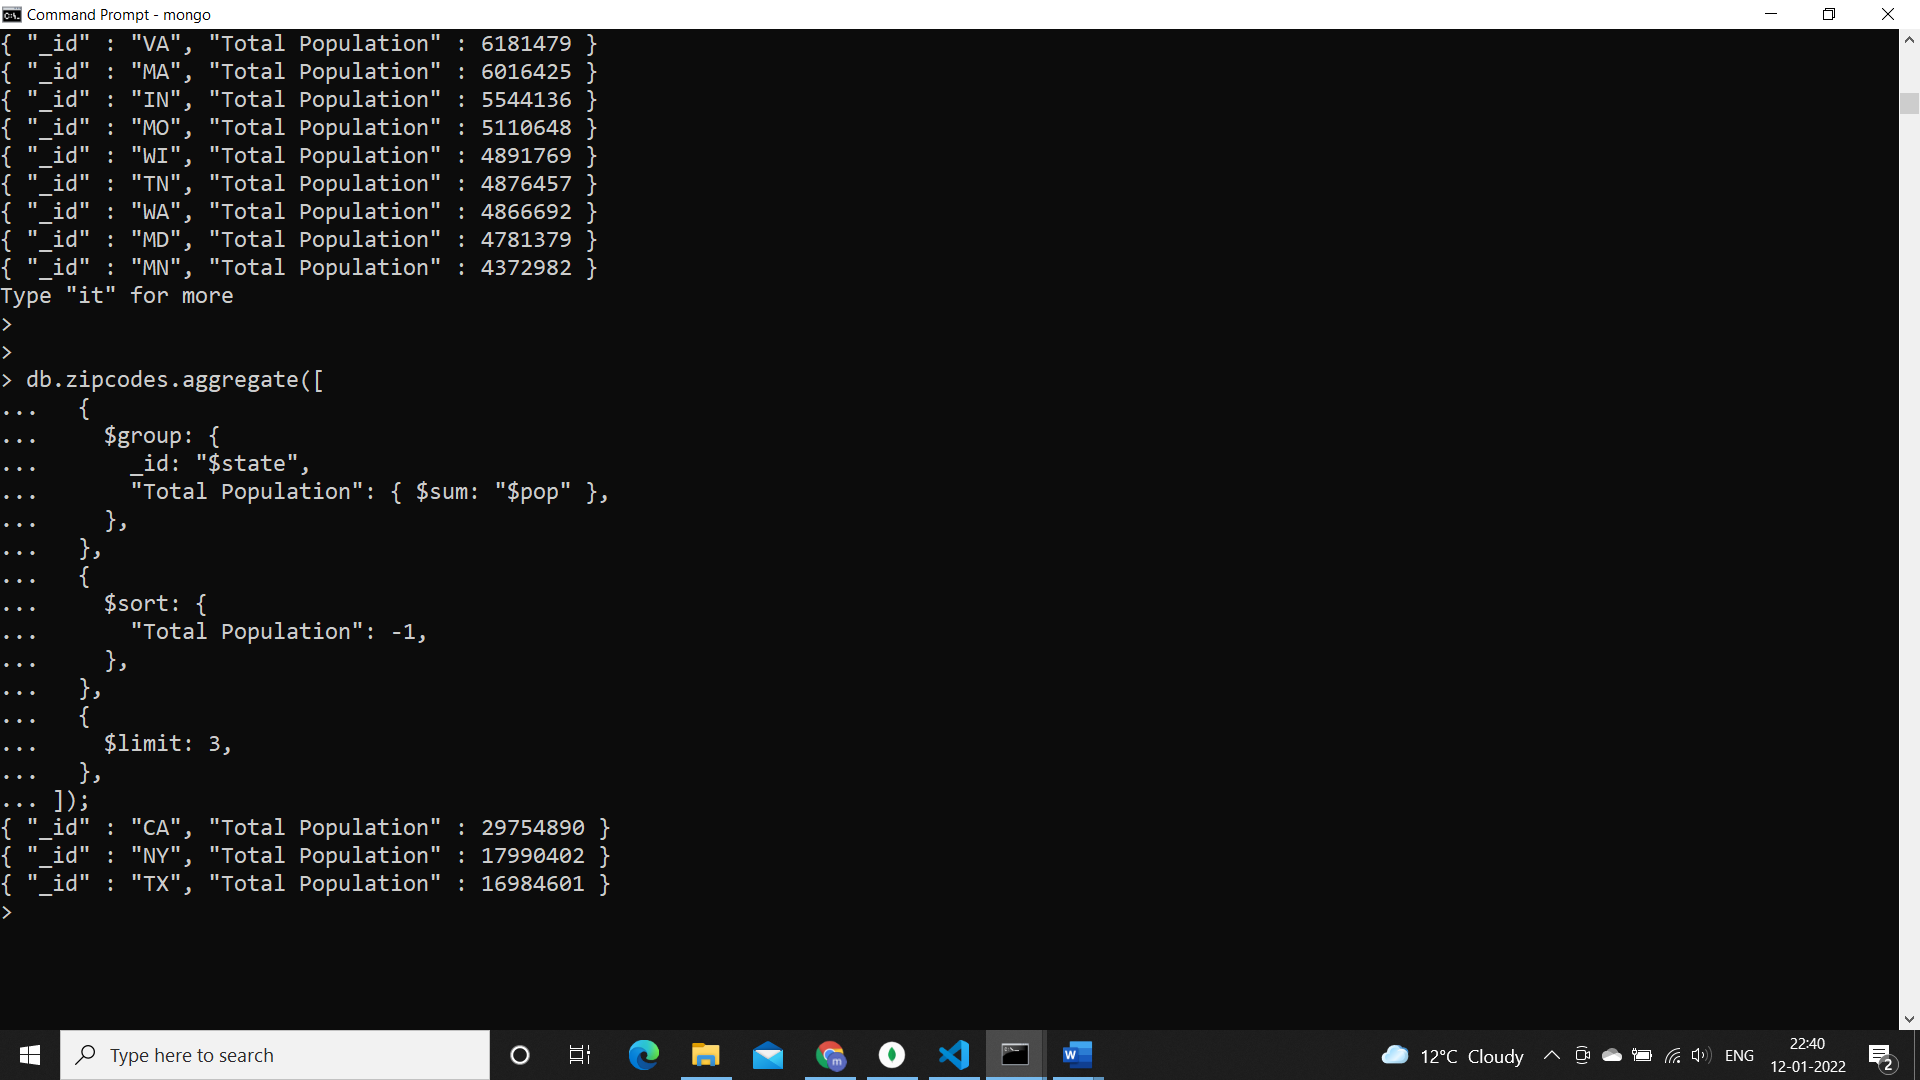 Command Prompt - mongo
{ "_id" : "VA", "Total Population" : 6181479 }
{ "_id" : "MA", "Total Population" : 6016425 }
{ "_id" : "IN", "Total Population" : 5544136 }
{ "_id" : "MO", "Total Population" : 5110648 }
{ "_id" : "WI", "Total Population" : 4891769 }
{ "_id" : "TN", "Total Population" : 4876457 }
{ "_id" : "WA", "Total Population" : 4866692 }
{ "_id" : "MD", "Total Population" : 4781379 }
{ "_id" : "MN", "Total Population" : 4372982 }
Type "it" for more
>
>
> db.zipcodes.aggregate([
...   {
...     $group: {
...       _id: "$state",
...       "Total Population": { $sum: "$pop" },
...     },
...   },
...   {
...     $sort: {
...       "Total Population": -1,
...     },
...   },
...   {
...     $limit: 3,
...   },
... ]);
{ "_id" : "CA", "Total Population" : 29754890 }
{ "_id" : "NY", "Total Population" : 17990402 }
{ "_id" : "TX", "Total Population" : 16984601 }
>
Type here to search
12°C Cloudy
ENG
22:40
12-01-2022
2